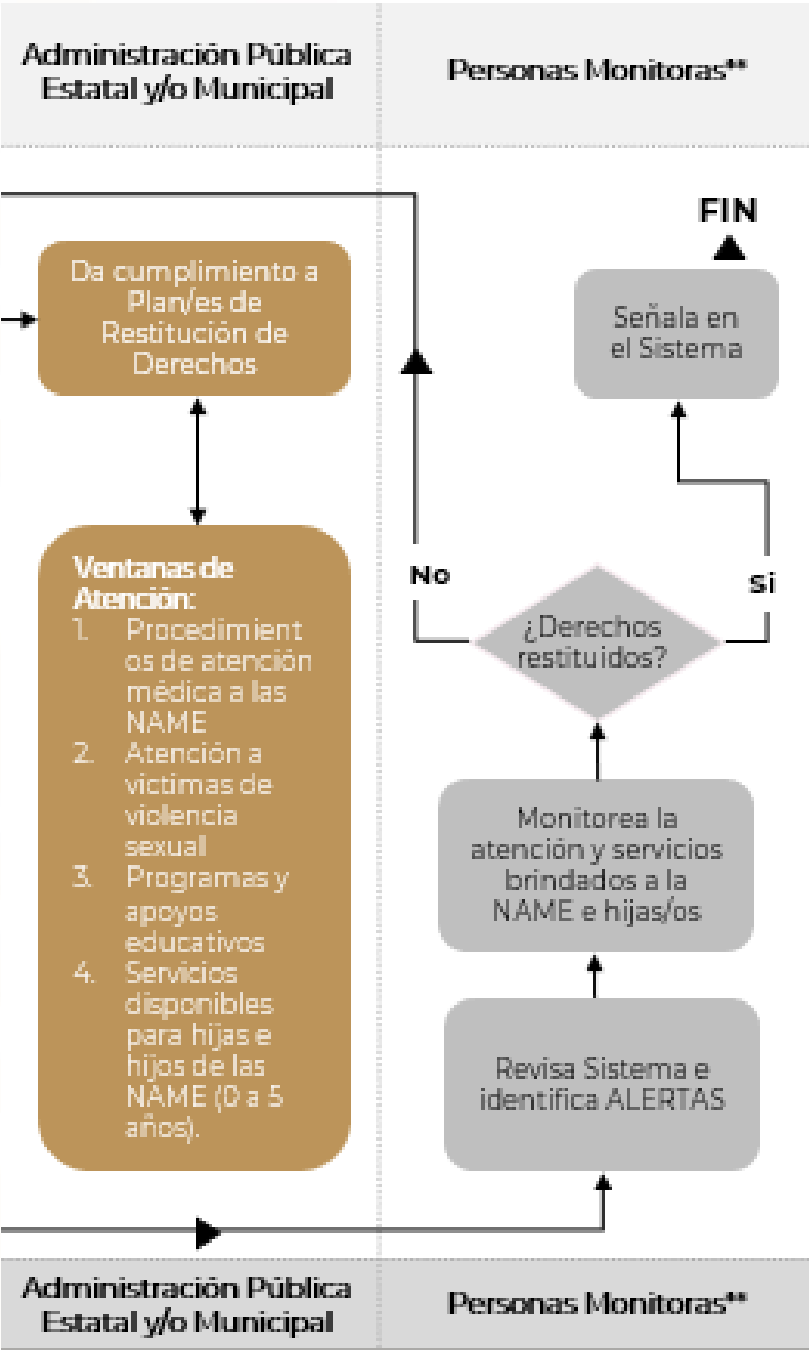 Administración Pública
Estatal y/o Municipal
Personas Monitoras**
Da cumplimiento a
Plan/es de
Restitución de
Derechos
Ventanas de
Atención:
1. Procedimient
os de atención
médica a las
NAME
2. Atención a
victimas de
violencia
sexual
3. Programas y
apoyos
educativos
4. Servicios
disponibles
para hijas e
hijos de las
NAME (0 a 5
años).
FIN
Señala en
el Sistema
No
Si
¿Derechos
restituidos?
Monitorea la
atención y servicios
brindados a la
NAME e hijas/os
Revisa Sistema e
identifica ALERTAS
Administración Pública
Estatal y/o Municipal
Personas Monitoras**